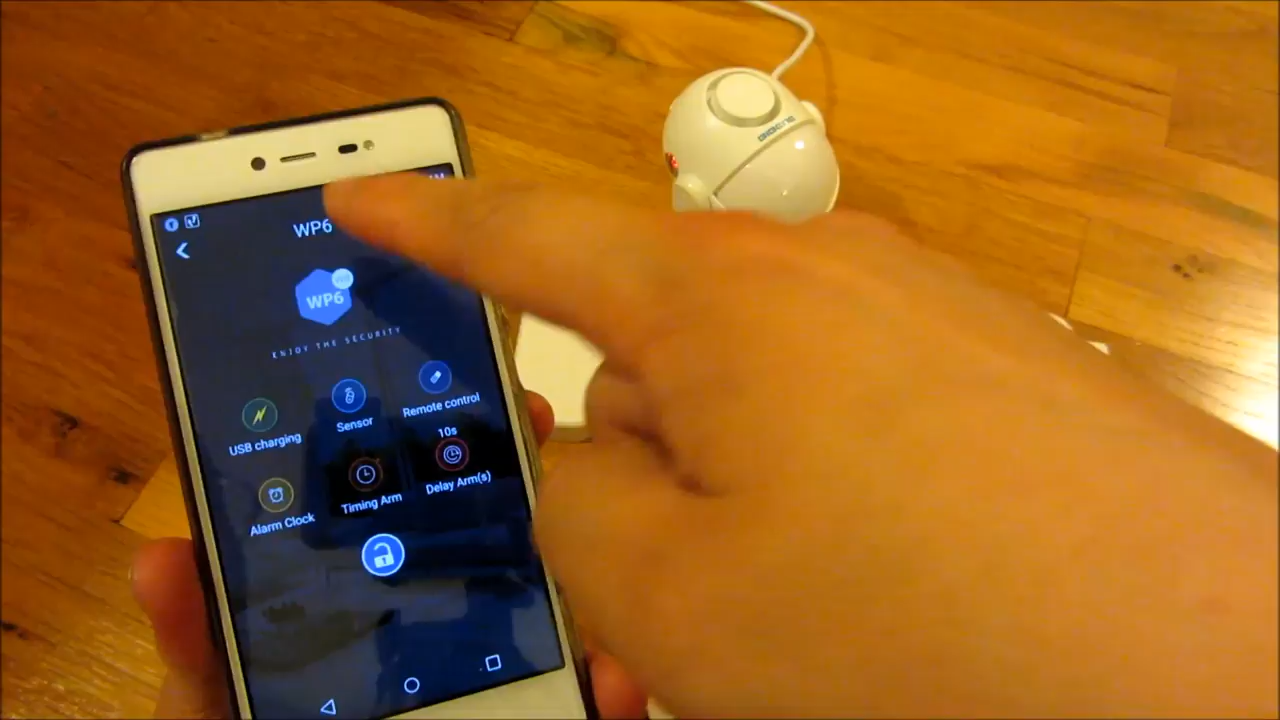 WP6
WP6
ENJOY THE SECURITY
USB charging
Sensor
Remote control
10s
Alarm Clock
Timing Arm
Delay Arm(s)